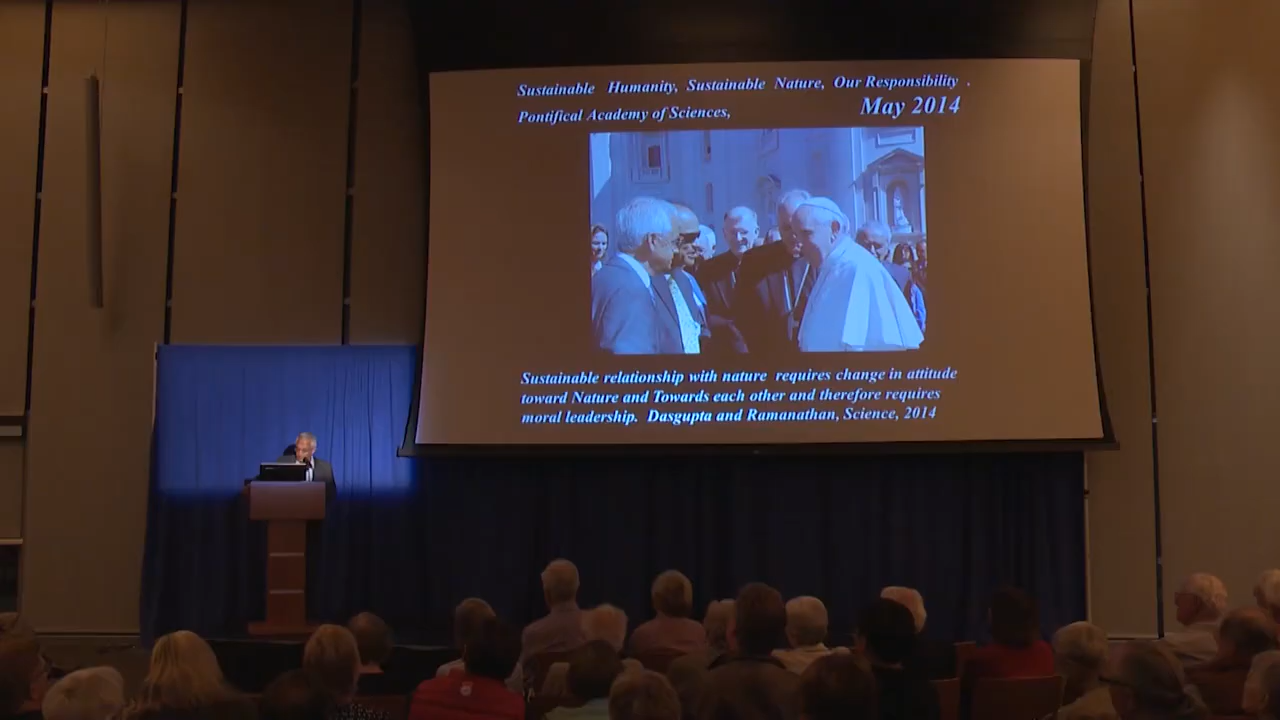 Sustainable Humanity, Sustainable Nature, Our Responsibility .
Pontifical Academy of Sciences, May 2014
Sustainable relationship with nature requires change in attitude
toward Nature and Towards each other and therefore requires
moral leadership. Dasgupta and Ramanathan, Science, 2014